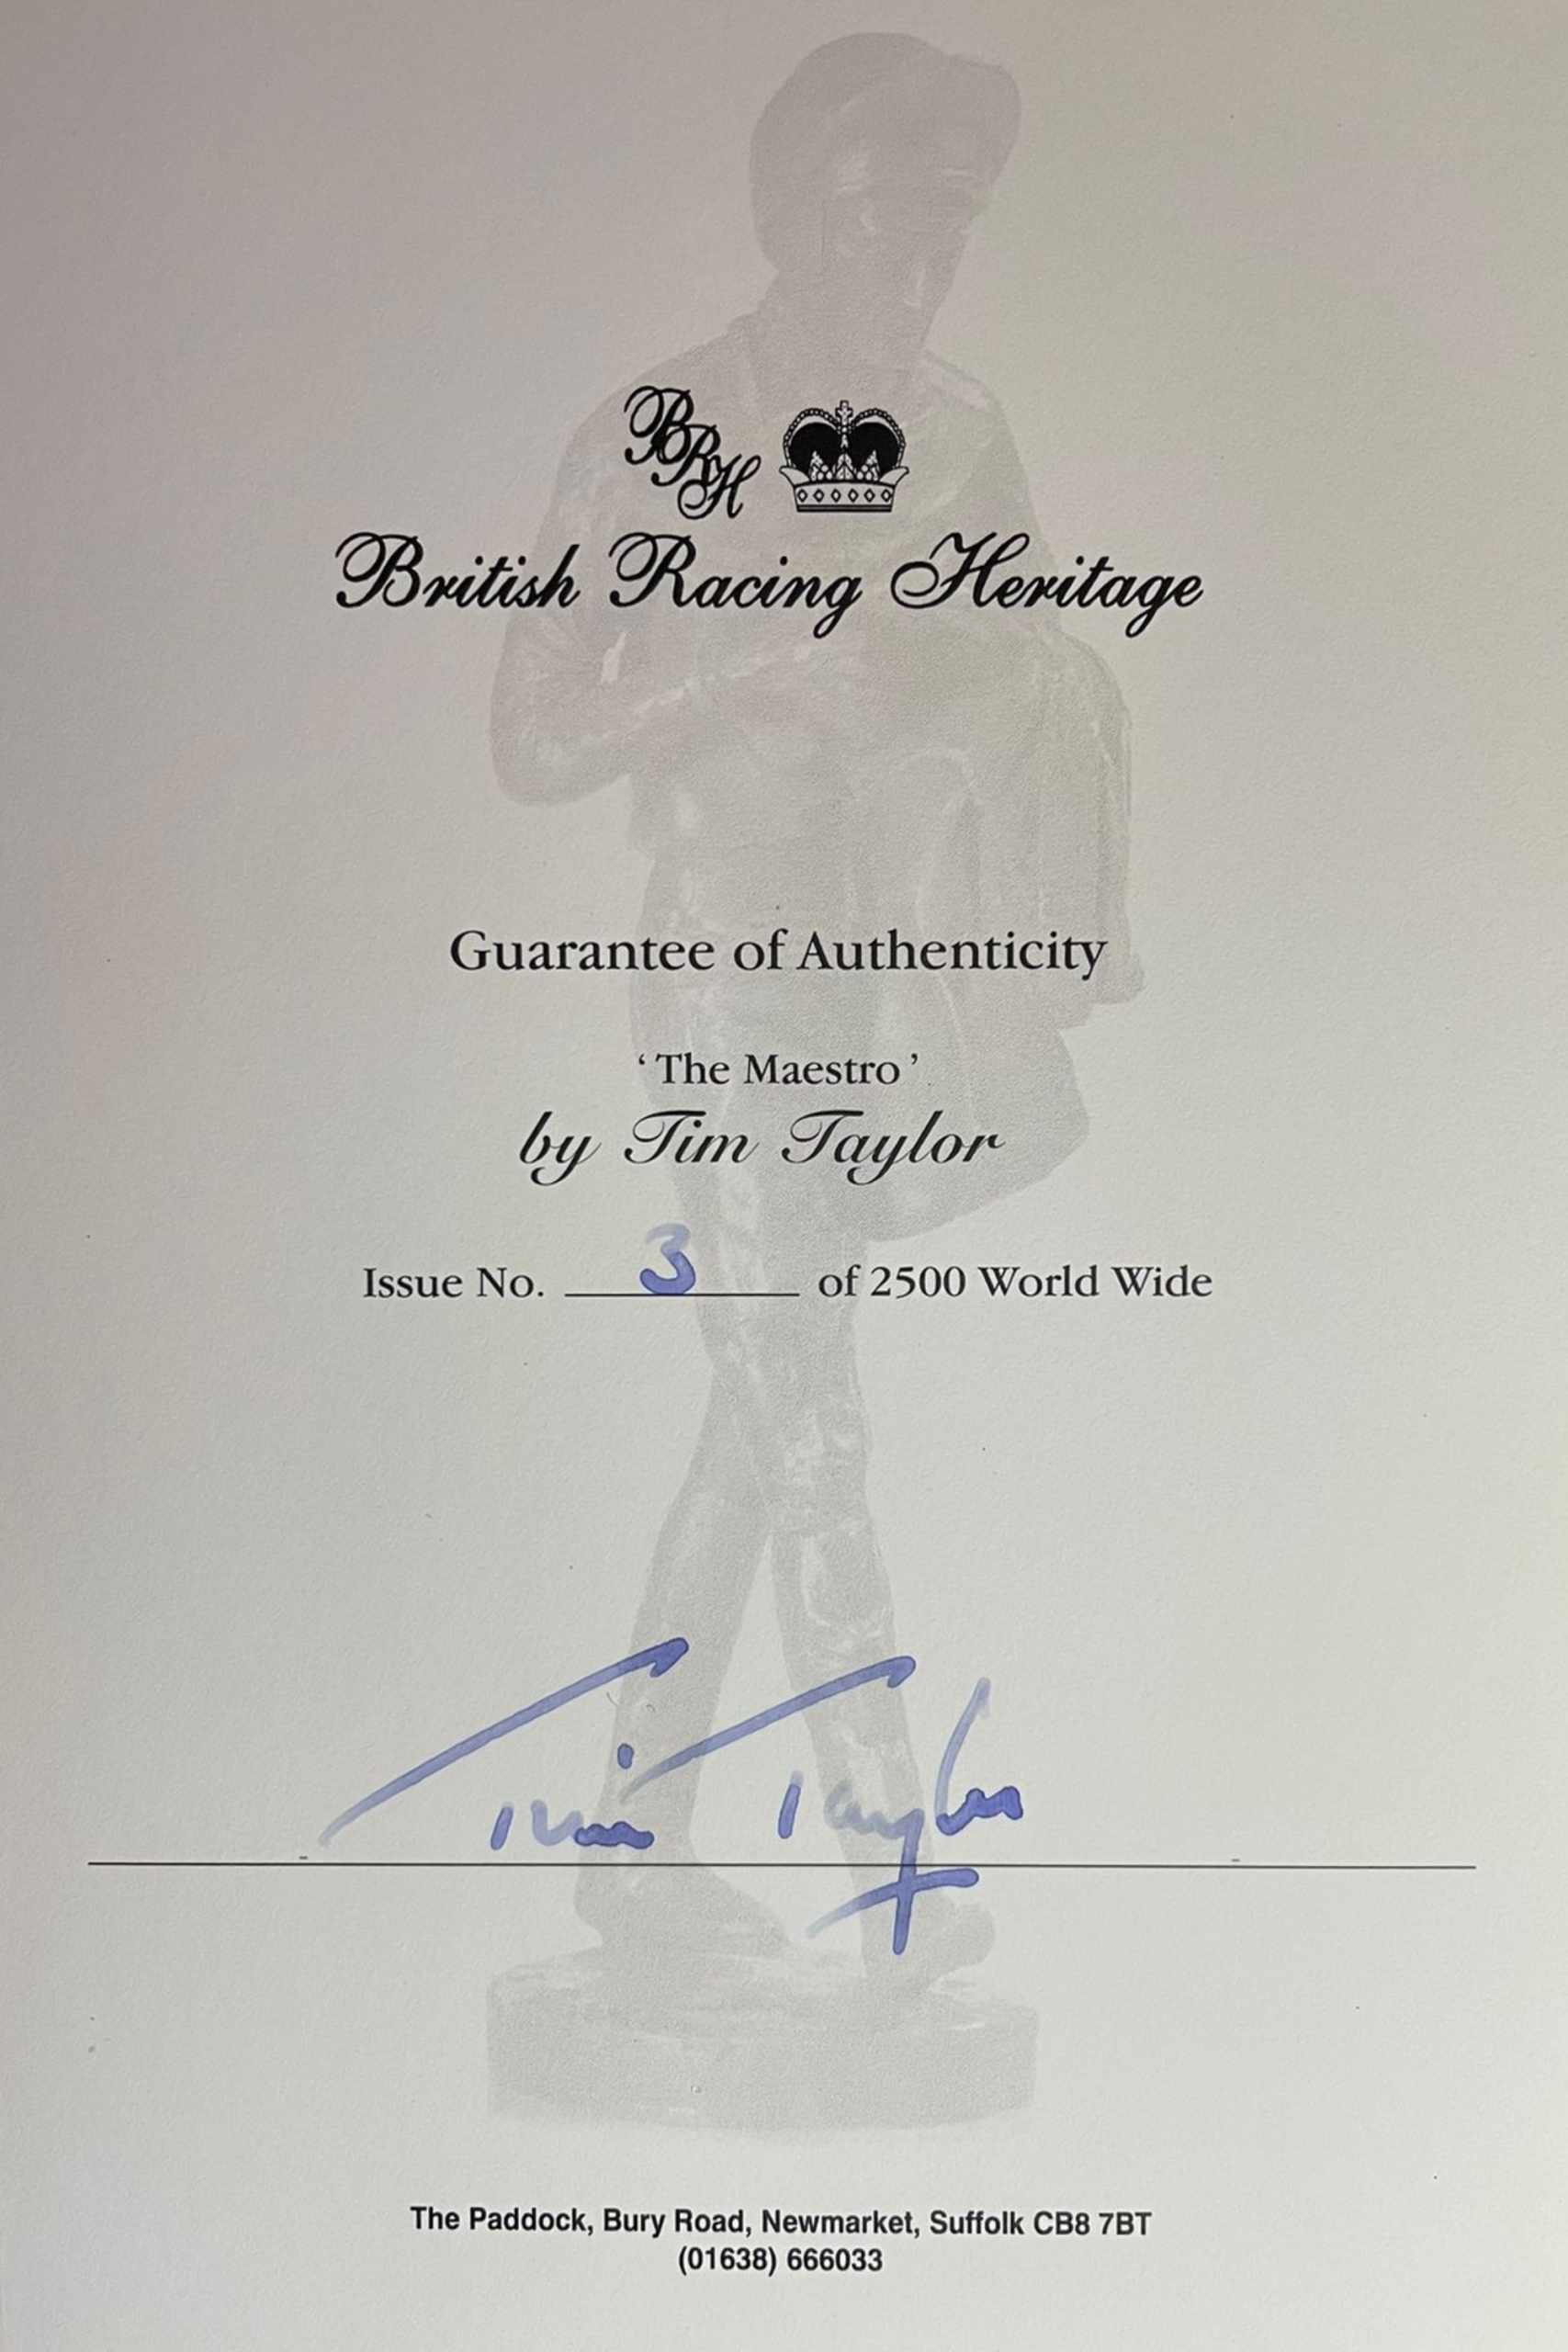 BRH
British Racing Heritage
Guarantee of Authenticity
‘ The Maestro ’
by Tim Taylor
Issue No. 3 of 2500 World Wide
Tim Taylor
The Paddock, Bury Road, Newmarket, Suffolk CB8 7BT
(01638) 666033